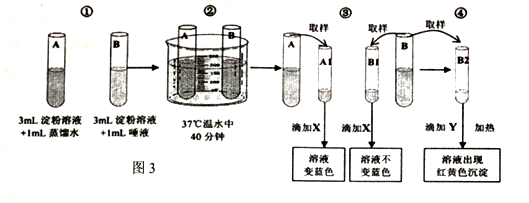 ① ② ③ ④
取样 取样 取样
A B A B A A1 B1 B B2
3mL 淀粉溶液
+1mL 蒸馏水
3mL 淀粉溶液
+1mL 唾液
37℃温水中
40 分钟
滴加X 滴加X 滴加 Y 加热
溶液
变蓝色
溶液不
变蓝色
溶液出现
红黄色沉淀
图 3